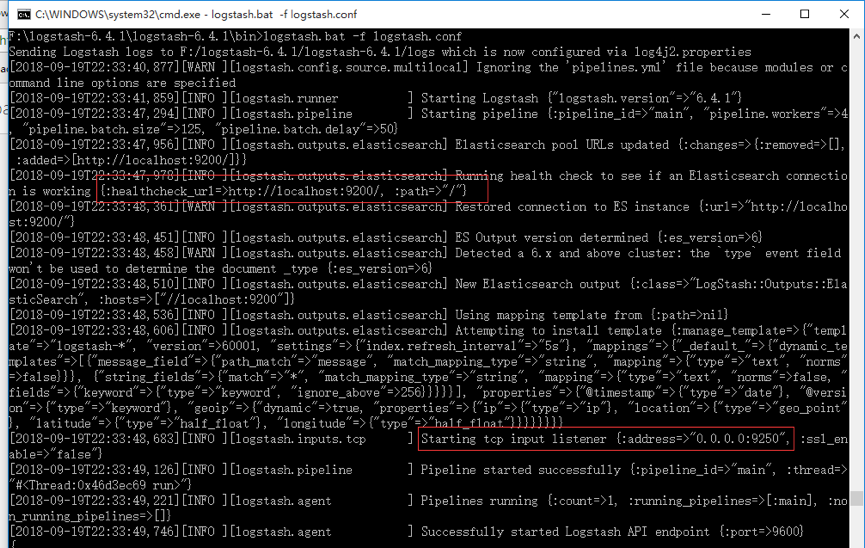 C:\WINDOWS\system32\cmd.exe - logstash.bat  -f logstash.conf
F:\logstash-6.4.1\logstash-6.4.1\bin>logstash.bat -f logstash.conf
Sending Logstash logs to F:/logstash-6.4.1/logstash-6.4.1/logs which is now configured via log4j2.properties
[2018-09-19T22:33:40,877][WARN ][logstash.config.source.multilocal] Ignoring the 'pipelines.yml' file because modules or c
ommand line options are specified
[2018-09-19T22:33:41,859][INFO ][logstash.runner          ] Starting Logstash {"logstash.version"=>"6.4.1"}
[2018-09-19T22:33:47,294][INFO ][logstash.pipeline        ] Starting pipeline {:pipeline_id=>"main", "pipeline.workers"=>4
, "pipeline.batch.size"=>125, "pipeline.batch.delay"=>50}
[2018-09-19T22:33:47,956][INFO ][logstash.outputs.elasticsearch] Elasticsearch pool URLs updated {:changes=>{:removed=>[],
 :added=>[http://localhost:9200/]}}
[2018-09-19T22:33:47,978][INFO ][logstash.outputs.elasticsearch] Running health check to see if an Elasticsearch connectio
n is working {:healthcheck_url=>http://localhost:9200/, :path=>"/"}
[2018-09-19T22:33:48,361][WARN ][logstash.outputs.elasticsearch] Restored connection to ES instance {:url=>"http://localho
st:9200/"}
[2018-09-19T22:33:48,451][INFO ][logstash.outputs.elasticsearch] ES Output version determined {:es_version=>6}
[2018-09-19T22:33:48,458][WARN ][logstash.outputs.elasticsearch] Detected a 6.x and above cluster: the `type` event field
won't be used to determine the document _type {:es_version=>6}
[2018-09-19T22:33:48,510][INFO ][logstash.outputs.elasticsearch] New Elasticsearch output {:class=>"LogStash::Outputs::Ela
sticSearch", :hosts=>["//localhost:9200"]}
[2018-09-19T22:33:48,536][INFO ][logstash.outputs.elasticsearch] Using mapping template from {:path=>nil}
[2018-09-19T22:33:48,606][INFO ][logstash.outputs.elasticsearch] Attempting to install template {:manage_template=>{"templ
ate"=>"logstash-*", "version"=>60001, "settings"=>{"index.refresh_interval"=>"5s"}, "mappings"=>{"_default_"=>{"dynamic_te
mplates"=>[{"message_field"=>{"path_match"=>"message", "match_mapping_type"=>"string", "mapping"=>{"type"=>"text", "norms"
=>false}}}, {"string_fields"=>{"match"=>"*", "match_mapping_type"=>"string", "mapping"=>{"type"=>"text", "norms"=>false, "
fields"=>{"keyword"=>{"type"=>"keyword", "ignore_above"=>256}}}}}], "properties"=>{"@timestamp"=>{"type"=>"date"}, "@versi
on"=>{"type"=>"keyword"}, "geoip"=>{"dynamic"=>true, "properties"=>{"ip"=>{"type"=>"ip"}, "location"=>{"type"=>"geo_point"
}, "latitude"=>{"type"=>"half_float"}, "longitude"=>{"type"=>"half_float"}}}}}}}}
[2018-09-19T22:33:48,683][INFO ][logstash.inputs.tcp      ] Starting tcp input listener {:address=>"0.0.0.0:9250", :ssl_en
able=>"false"}
[2018-09-19T22:33:49,126][INFO ][logstash.pipeline        ] Pipeline started successfully {:pipeline_id=>"main", :thread=>
"#<Thread:0x46d3ec69 run>"}
[2018-09-19T22:33:49,221][INFO ][logstash.agent           ] Pipelines running {:count=>1, :running_pipelines=>[:main], :no
n_running_pipelines=>[]}
[2018-09-19T22:33:49,746][INFO ][logstash.agent           ] Successfully started Logstash API endpoint {:port=>9600}